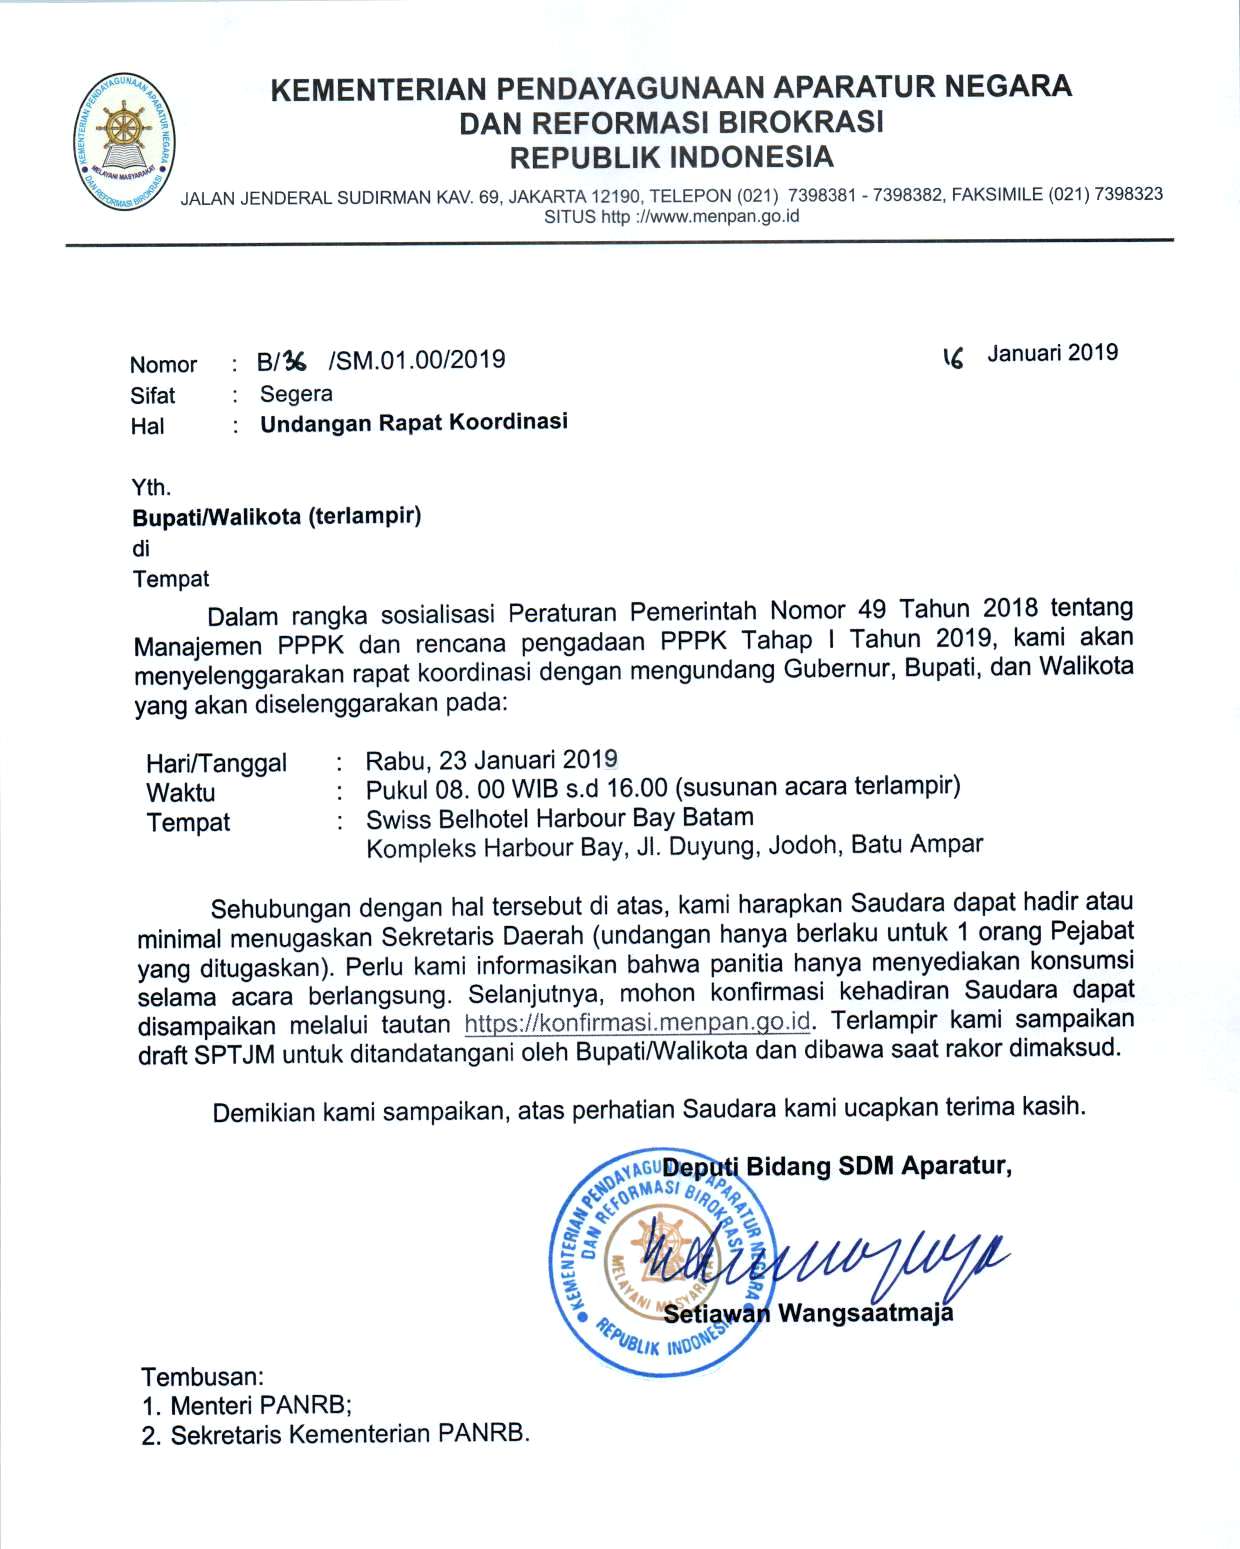 KEMENTERIAN PENDAYAGUNAAN APARATUR NEGARA
DAN REFORMASI BIROKRASI
REPUBLIK INDONESIA
JALAN JENDERAL SUDIRMAN KAV. 69, JAKARTA 12190, TELEPON (021) 7398381 - 7398382, FAKSIMILE (021) 7398323
SITUS http ://www.menpan.go.id
KEMENTERIAN PENDAYAGUNAAN APARATUR NEGARA
DAN REFORMASI BIROKRASI
MELAYANI MASYARAKAT
Nomor : B/36 /SM.01.00/2019
16 Januari 2019
Sifat : Segera
Hal : Undangan Rapat Koordinasi
Yth.
Bupati/Walikota (terlampir)
di
Tempat
Dalam rangka sosialisasi Peraturan Pemerintah Nomor 49 Tahun 2018 tentang
Manajemen PPPK dan rencana pengadaan PPPK Tahap I Tahun 2019, kami akan
menyelenggarakan rapat koordinasi dengan mengundang Gubernur, Bupati, dan Walikota
yang akan diselenggarakan pada:
Hari/Tanggal : Rabu, 23 Januari 2019
Waktu : Pukul 08. 00 WIB s.d 16.00 (susunan acara terlampir)
Tempat : Swiss Belhotel Harbour Bay Batam
Kompleks Harbour Bay, Jl. Duyung, Jodoh, Batu Ampar
Sehubungan dengan hal tersebut di atas, kami harapkan Saudara dapat hadir atau
minimal menugaskan Sekretaris Daerah (undangan hanya berlaku untuk 1 orang Pejabat
yang ditugaskan). Perlu kami informasikan bahwa panitia hanya menyediakan konsumsi
selama acara berlangsung. Selanjutnya, mohon konfirmasi kehadiran Saudara dapat
disampaikan melalui tautan https://konfirmasi.menpan.go.id. Terlampir kami sampaikan
draft SPTJM untuk ditandatangani oleh Bupati/Walikota dan dibawa saat rakor dimaksud.
Demikian kami sampaikan, atas perhatian Saudara kami ucapkan terima kasih.
Deputi Bidang SDM Aparatur,
KEMENTERIAN PENDAYAGUNAAN APARATUR NEGARA
DAN REFORMASI BIROKRASI
MELAYANI MASYARAKAT
REPUBLIK INDONESIA
Setiawan Wangsaatmaja
Tembusan:
1. Menteri PANRB;
2. Sekretaris Kementerian PANRB.